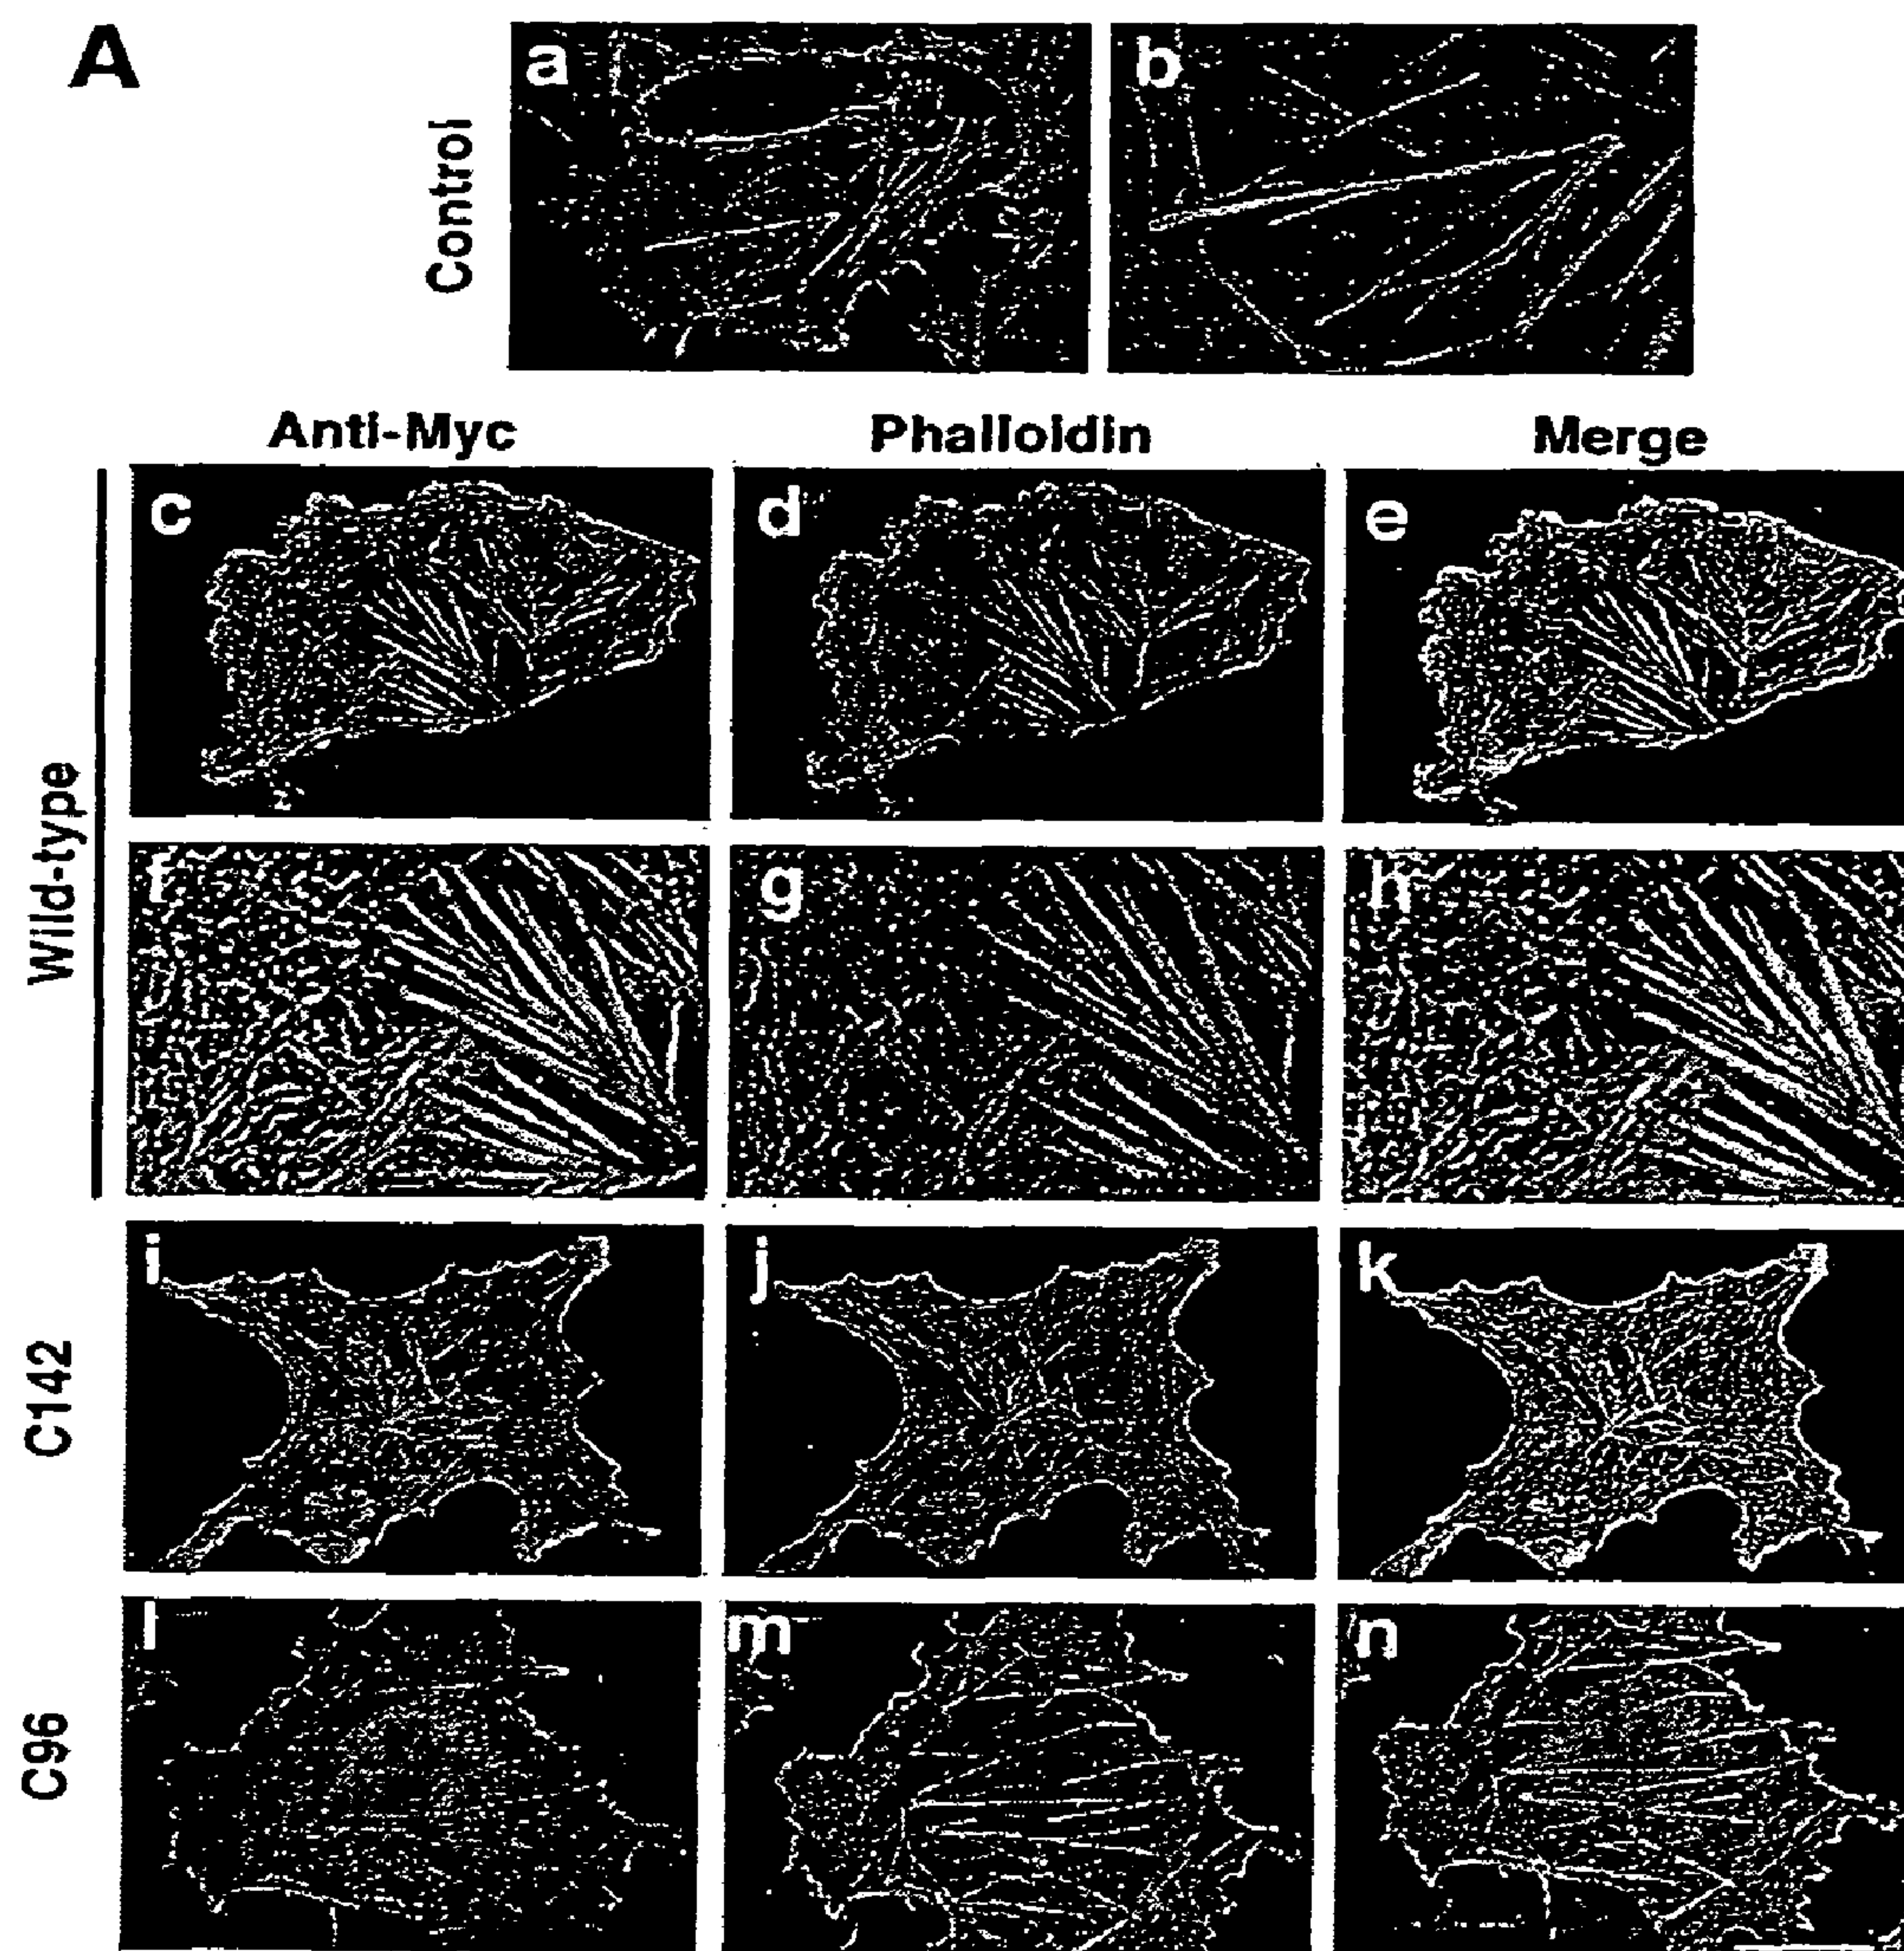 A
Control
a
b
Anti-Myc
Phalloidin
Merge
Wild-type
c
d
e
f
g
h
C142
i
j
k
C96
l
m
n